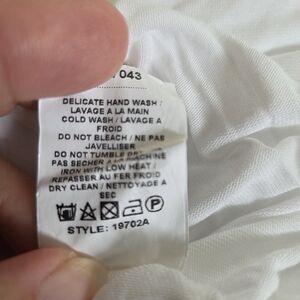 043
DELICATE HAND WASH /
LAVAGE A LA MAIN
COLD WASH / LAVAGE A
FROID
DO NOT BLEACH / NE PAS
JAVELLISER
DO NOT TUMBLE DRY
PAS SECHER A LA MACHINE
IRON WITH LOW HEAT /
REPASSER AU FER FROID
DRY CLEAN / NETTOYAGE A
SEC
P
STYLE: 19702A